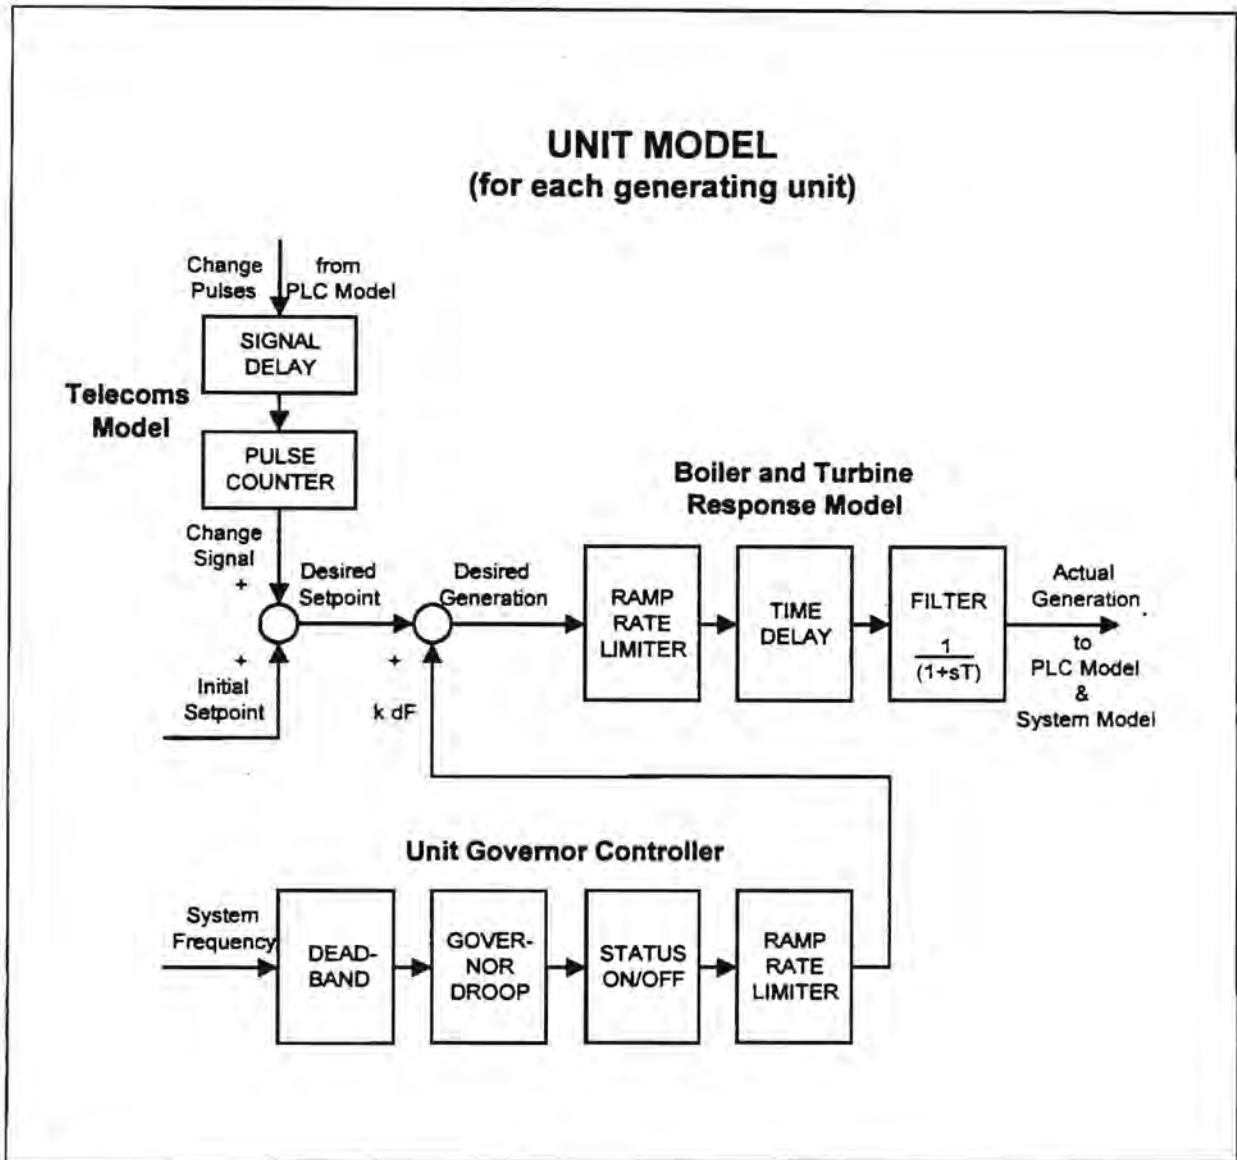 UNIT MODEL
(for each generating unit)
Change
Pulses
from
PLC Model
SIGNAL
DELAY
Telecoms
Model
PULSE
COUNTER
Change
Signal
+
Desired
Setpoint
+
Initial
Setpoint
Desired
Generation
+
k dF
Boiler and Turbine
Response Model
RAMP
RATE
LIMITER
TIME
DELAY
FILTER
1
(1+sT)
Actual
Generation
to
PLC Model
&
System Model
Unit Governor Controller
System
Frequency
DEAD-
BAND
GOVER-
NOR
DROOP
STATUS
ON/OFF
RAMP
RATE
LIMITER